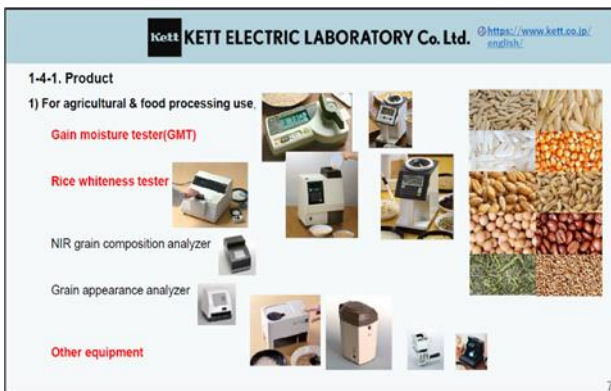 Kett KETT ELECTRIC LABORATORY Co. Ltd.
https://www.kett.co.jp/
english/
1-4-1. Product
1) For agricultural & food processing use,
Gain moisture tester(GMT)
Rice whiteness tester
NIR grain composition analyzer
Grain appearance analyzer
Other equipment
7